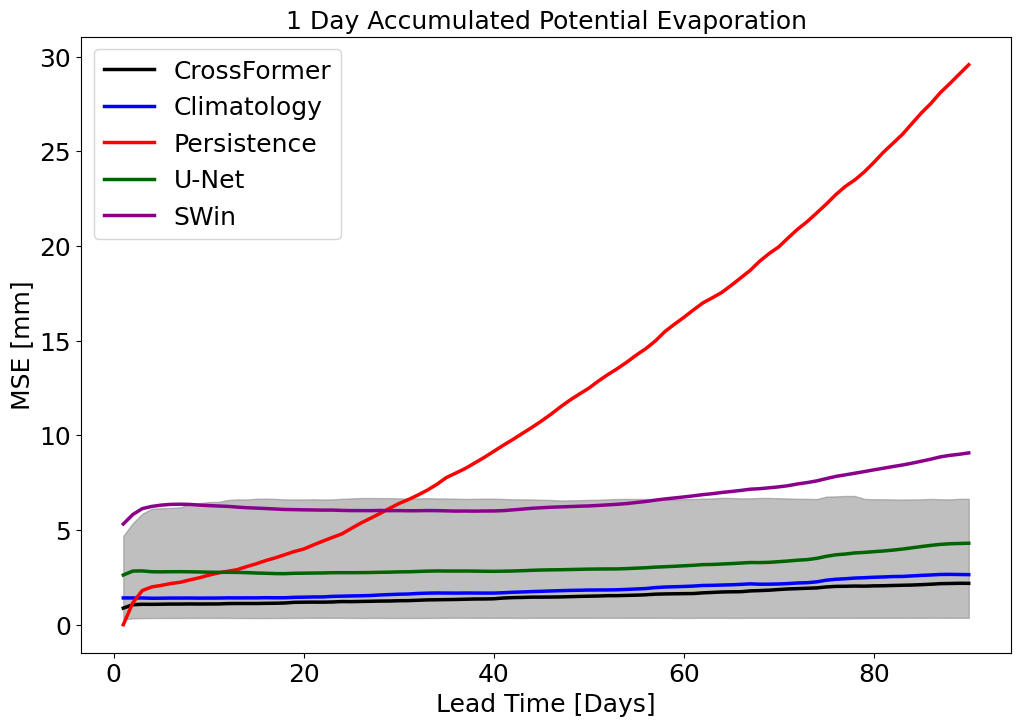 1 Day Accumulated Potential Evaporation
30
25
20
15
10
5
0
MSE [mm]
CrossFormer
Climatology
Persistence
U-Net
SWin
0 20 40 60 80
Lead Time [Days]